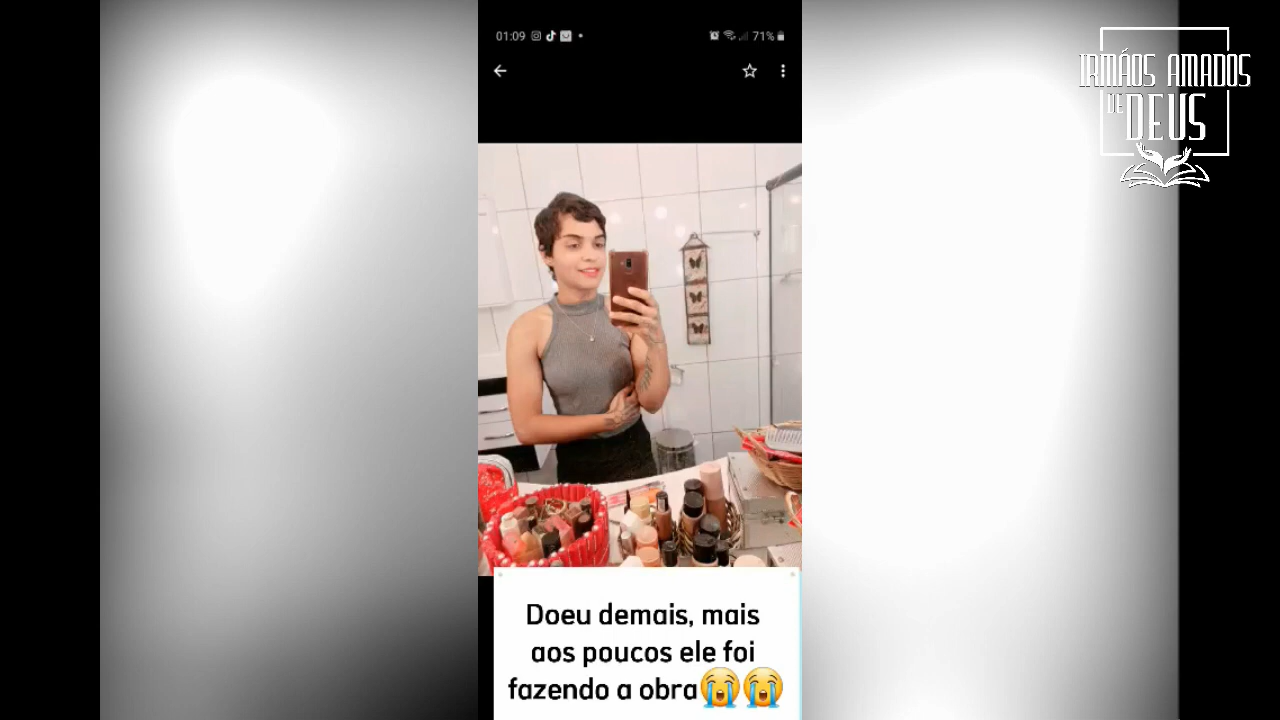 01:09
71%
IRMÃOS AMADOS
DE DEUS
Doeu demais, mais
aos poucos ele foi
fazendo a obra😭😭